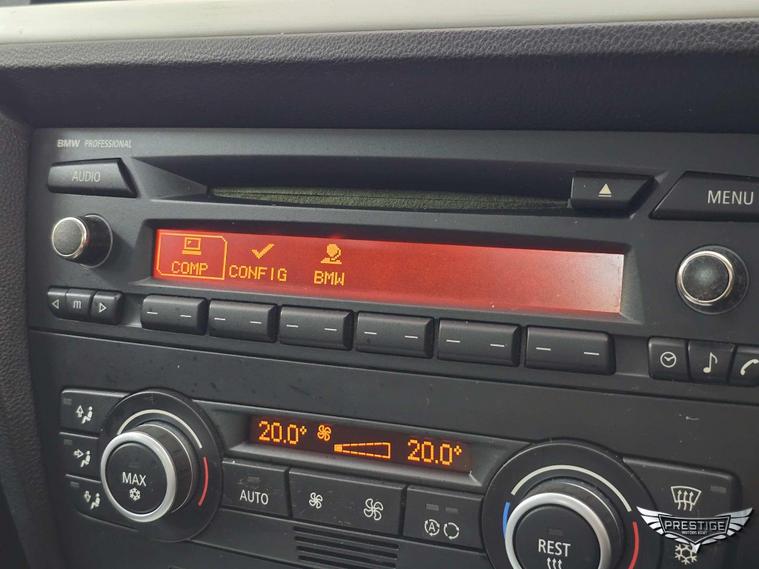 BMW PROFESSIONAL
AUDIO
MENU
COMP CONFIG BMW
m
20.0° 20.0°
MAX
AUTO
A
REST
PRESTIGE